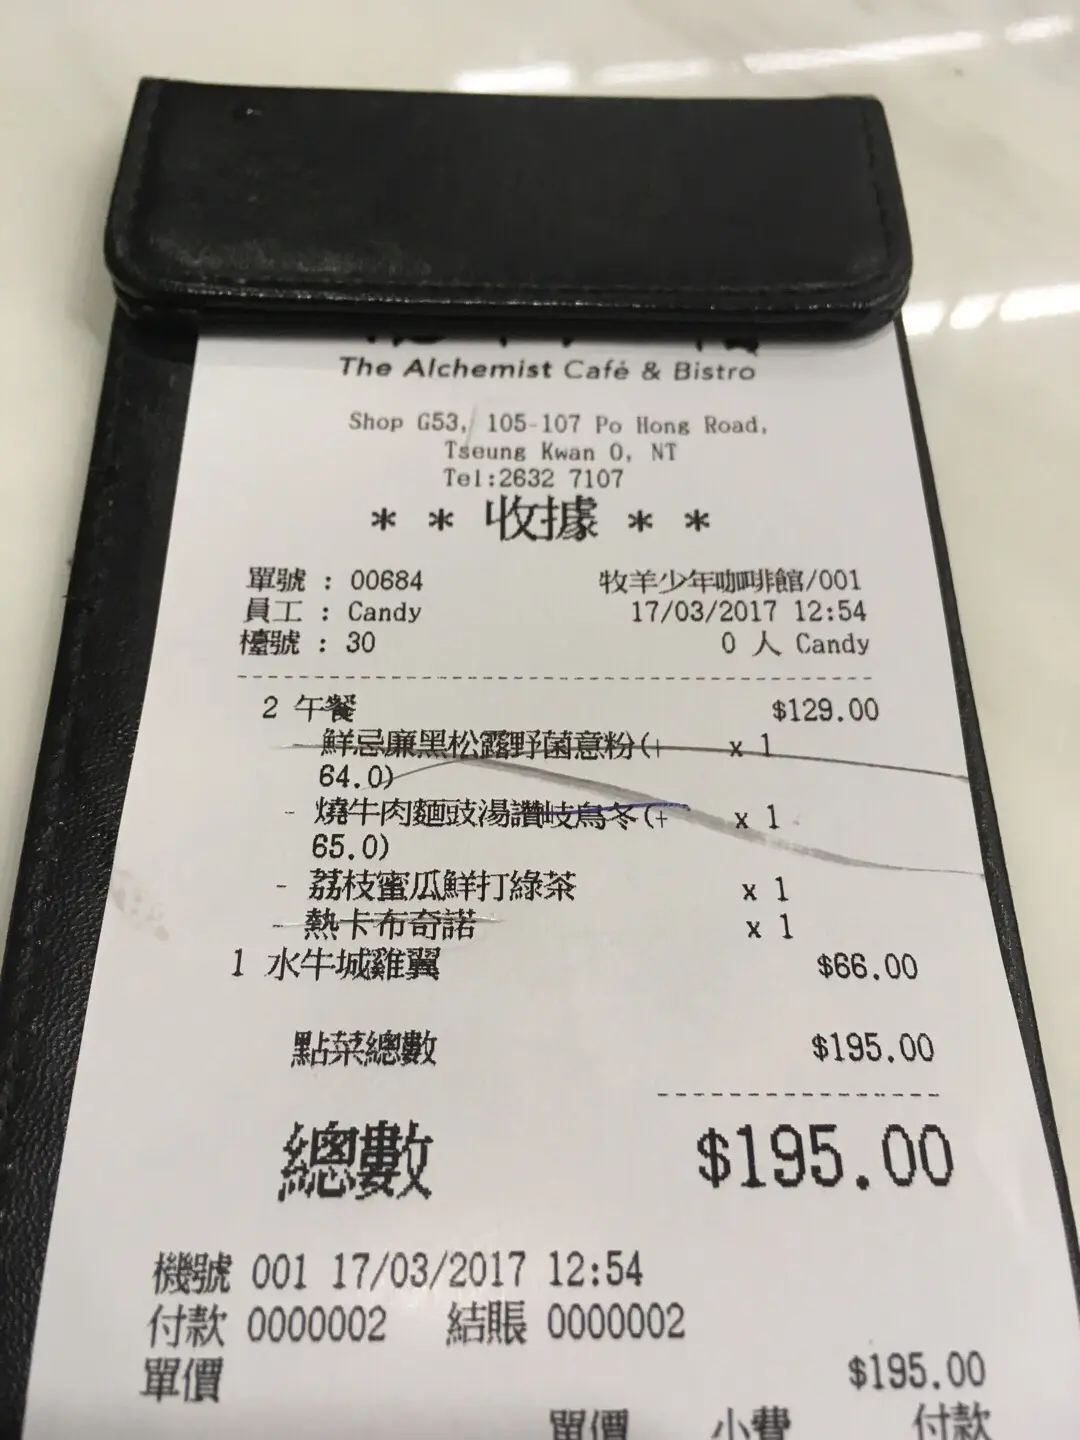 The Alchemist Café & Bistro
Shop G53, 105-107 Po Hong Road,
Tseung Kwan O, NT
Tel:2632 7107
* * 收據 * *
單號 : 00684 牧羊少年咖啡館/001
員工 : Candy 17/03/2017 12:54
檯號 : 30 0 人 Candy
2 午餐 $129.00
- 鮮忌廉黑松露野菌意粉(+ x 1
64.0)
- 燒牛肉麵豉湯讚岐烏冬(+ x 1
65.0)
- 荔枝蜜瓜鮮打綠茶 x 1
- 熱卡布奇諾 x 1
1 水牛城雞翼 $66.00
點菜總數 $195.00
總數 $195.00
機號 001 17/03/2017 12:54
付款 0000002 結賬 0000002
單價 $195.00
單價 小費 付款